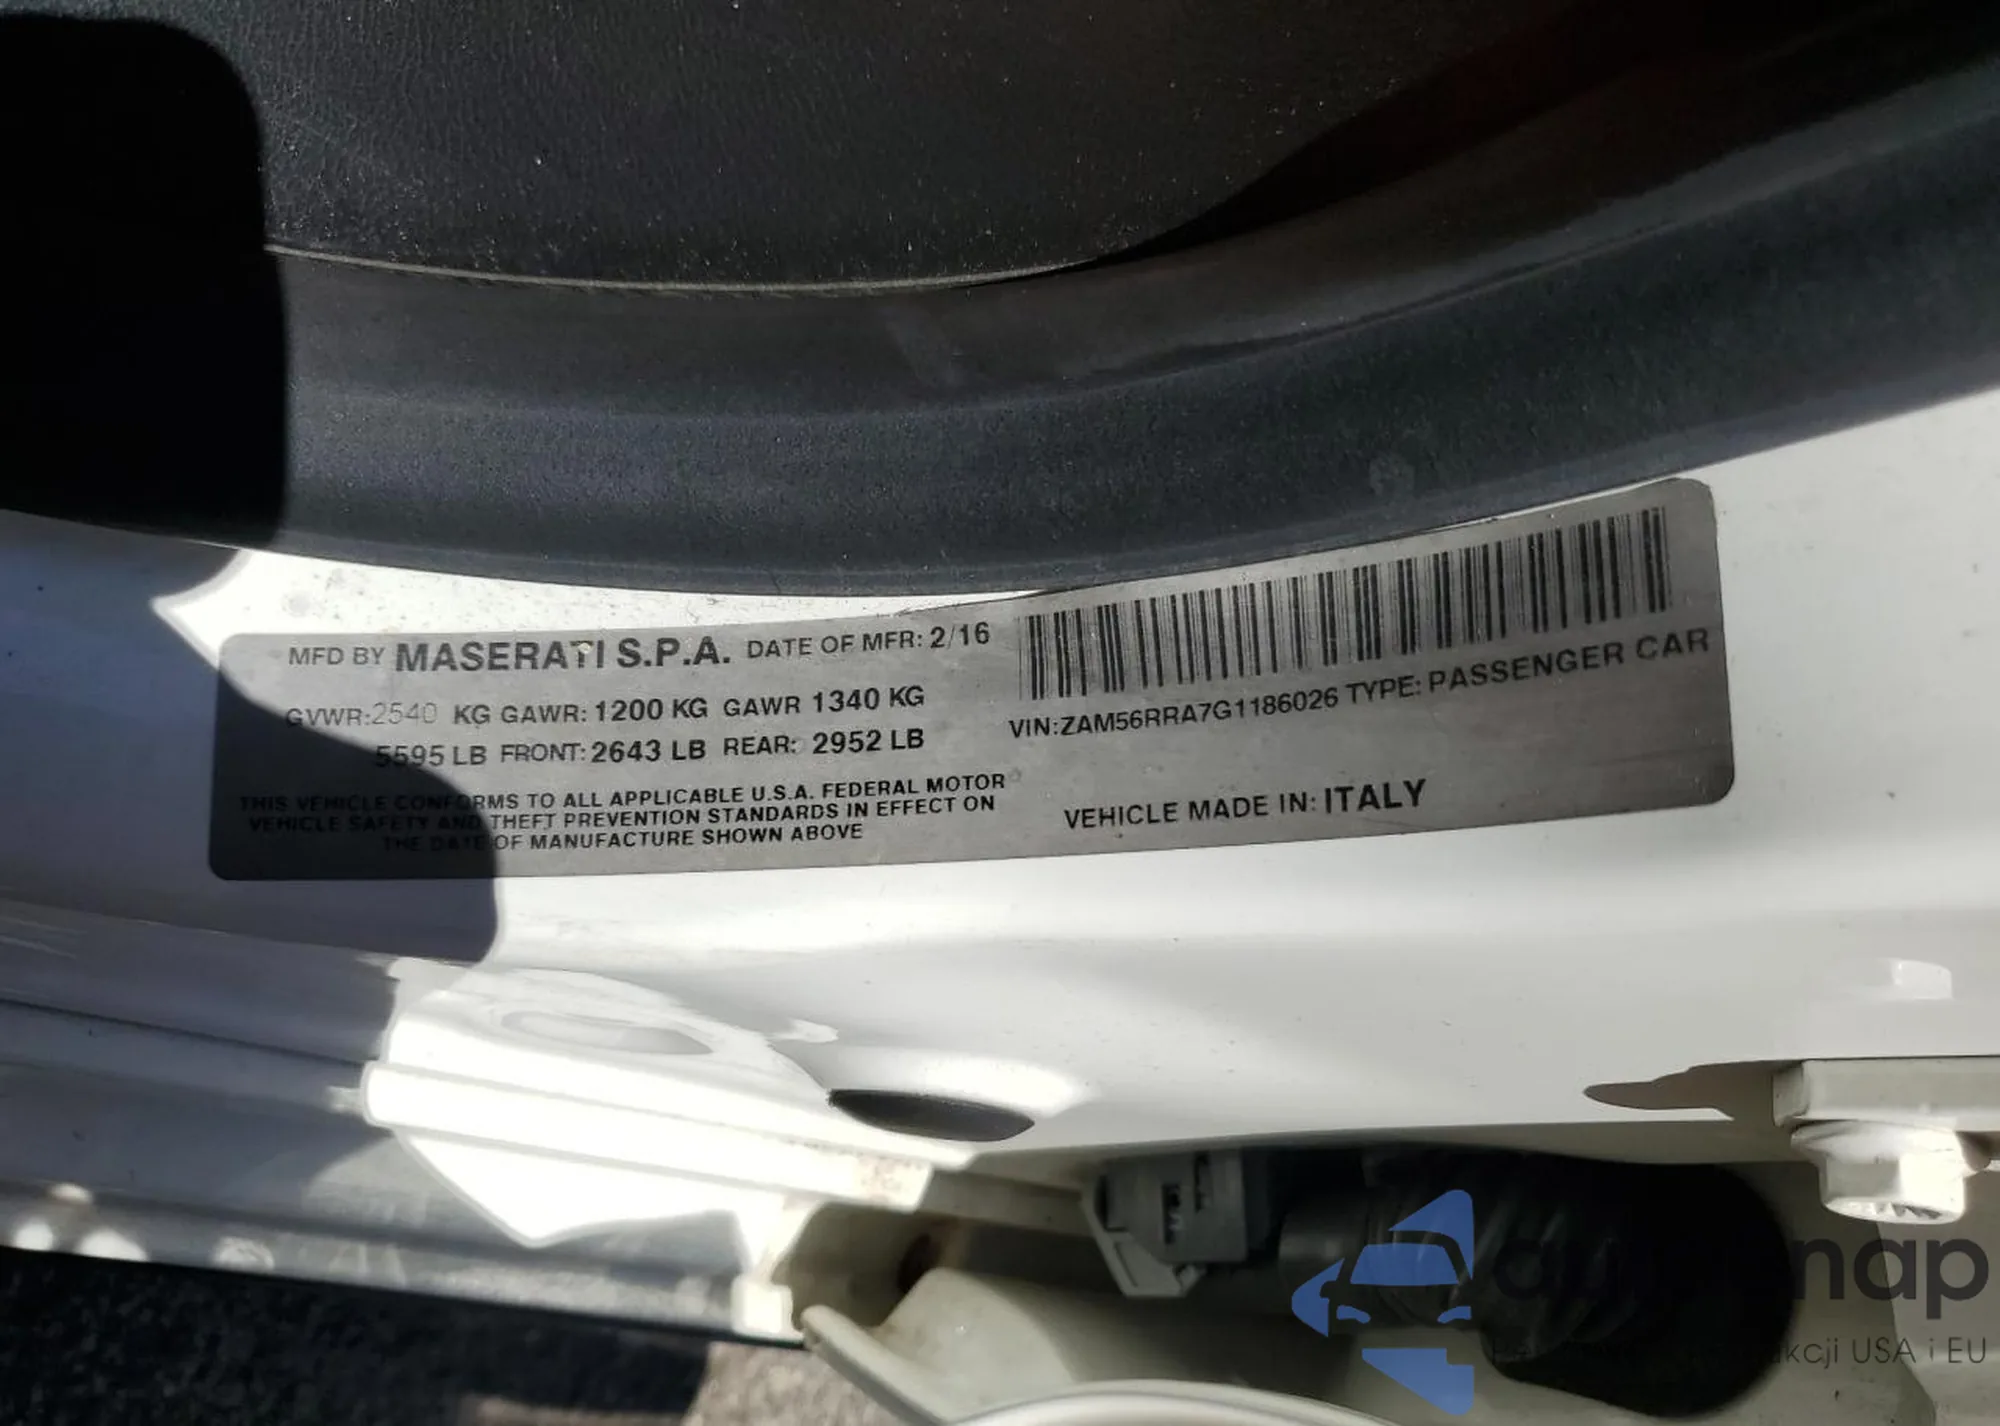 MFD BY MASERATI S.P.A. DATE OF MFR: 2/16
GVWR:2540 KG GAWR: 1200 KG GAWR 1340 KG
5595 LB FRONT: 2643 LB REAR: 2952 LB
THIS VEHICLE CONFORMS TO ALL APPLICABLE U.S.A. FEDERAL MOTOR
VEHICLE SAFETY AND THEFT PREVENTION STANDARDS IN EFFECT ON
THE DATE OF MANUFACTURE SHOWN ABOVE
VIN:ZAM56RRA7G1186026 TYPE: PASSENGER CAR
VEHICLE MADE IN: ITALY
USA i EU